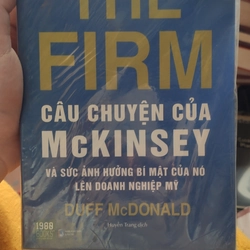 THE
FIRM
CÂU CHUYỆN CỦA
McKINSEY
VÀ SỨC ẢNH HƯỞNG BÍ MẬT CỦA NÓ
LÊN DOANH NGHIỆP MỸ
DUFF McDONALD
1980